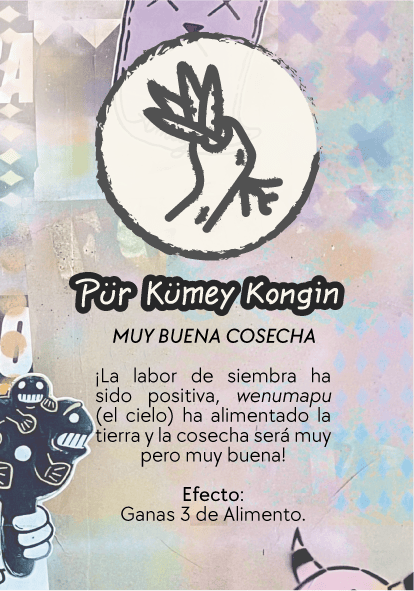 Pür Kümey Kongin
MUY BUENA COSECHA
¡La labor de siembra ha
sido positiva, wenumapu
(el cielo) ha alimentado la
tierra y la cosecha será muy
pero muy buena!
Efecto:
Ganas 3 de Alimento.